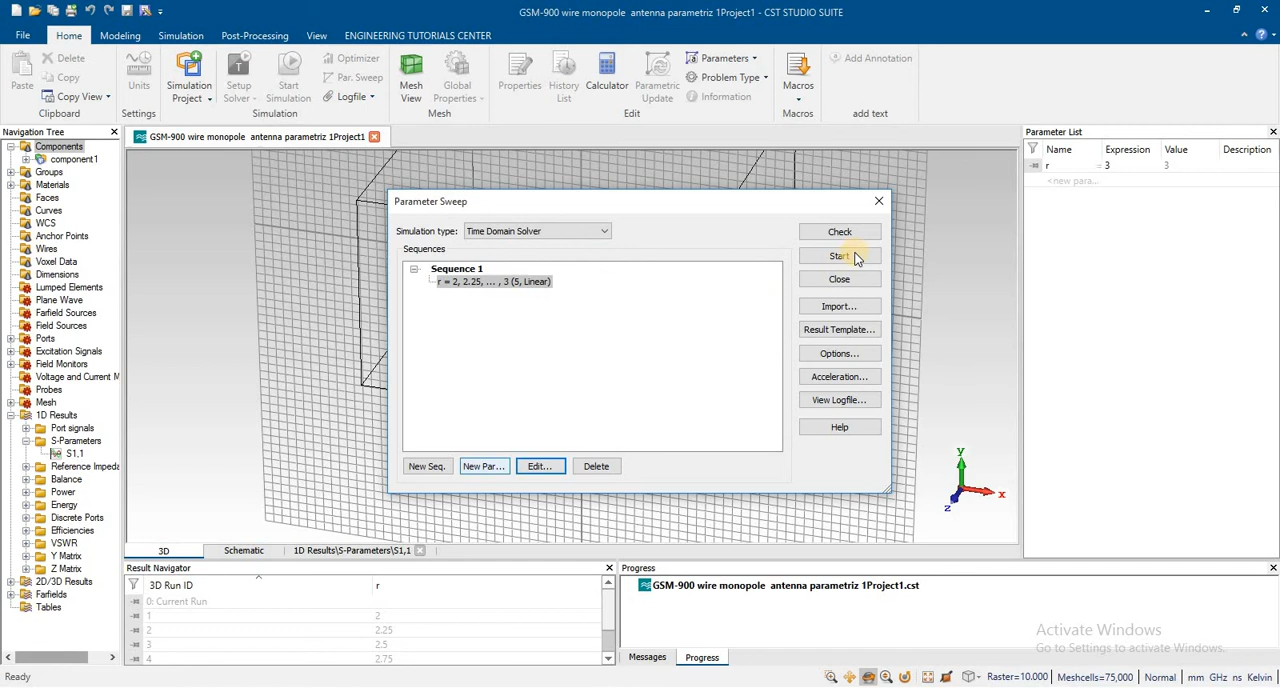 GSM-900 wire monopole antenna parametriz 1Project1 - CST STUDIO SUITE
File Home Modeling Simulation Post-Processing View ENGINEERING TUTORIALS CENTER
Paste Delete Copy Copy View Clipboard
Units Settings
Simulation Project Setup Solver Start Simulation Optimizer Par. Sweep Logfile Simulation
Mesh View Global Properties Mesh
Properties History List Calculator Parametric Update Parameters Problem Type Information Edit
Macros Macros
Add Annotation add text
Navigation Tree
Components
component1
Groups
Materials
Faces
Curves
WCS
Anchor Points
Wires
Voxel Data
Dimensions
Lumped Elements
Plane Wave
Farfield Sources
Field Sources
Ports
Excitation Signals
Field Monitors
Voltage and Current M
Probes
Mesh
1D Results
Port signals
S-Parameters
S1,1
Reference Impeda
Balance
Power
Energy
Discrete Ports
Efficiencies
VSWR
Y Matrix
Z Matrix
2D/3D Results
Farfields
Tables
GSM-900 wire monopole antenna parametriz 1Project1
Parameter Sweep
Simulation type: Time Domain Solver
Sequences
Sequence 1
r = 2, 2.25, ... , 3 (5, Linear)
Check
Start
Close
Import...
Result Template...
Options...
Acceleration...
View Logfile...
Help
New Seq. New Par... Edit... Delete
y
x
z
3D Schematic 1D Results\S-Parameters\S1,1
Parameter List
Name Expression Value Description
r = 3 3
<new para...
Result Navigator
3D Run ID r
0: Current Run
1 2
2 2.25
3 2.5
4 2.75
Progress
GSM-900 wire monopole antenna parametriz 1Project1.cst
Messages Progress
Activate Windows
Go to Settings to activate Windows.
Ready Raster=10.000 Meshcells=75,000 Normal mm GHz ns Kelvin